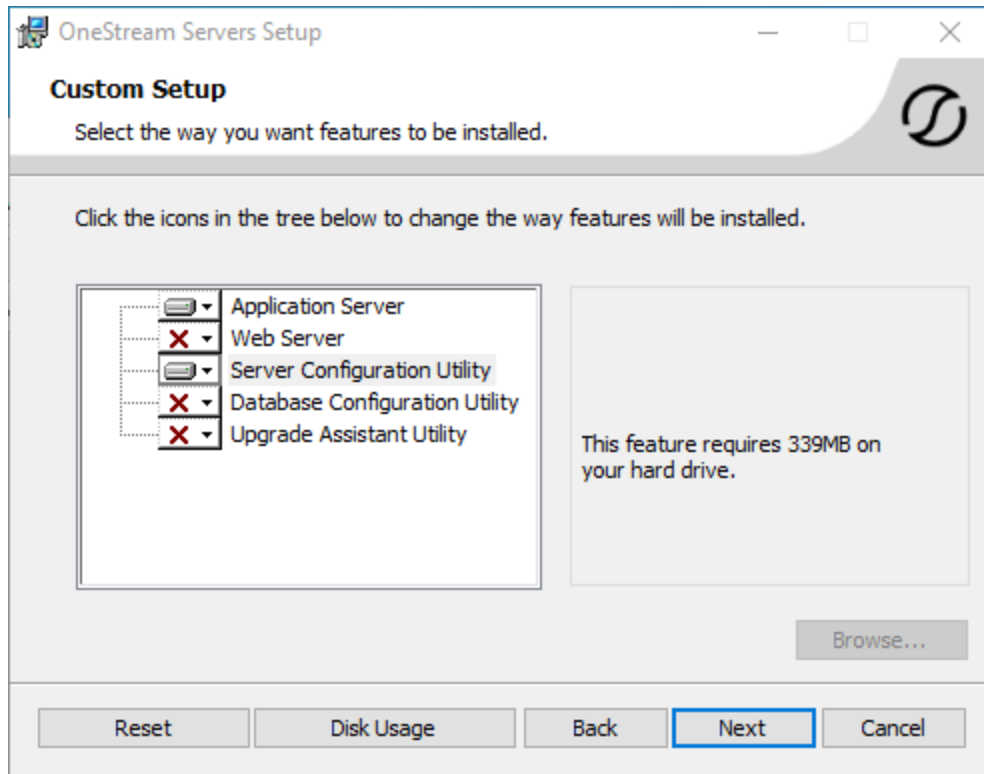 OneStream Servers Setup
Custom Setup
Select the way you want features to be installed.
Click the icons in the tree below to change the way features will be installed.
Application Server
Web Server
Server Configuration Utility
Database Configuration Utility
Upgrade Assistant Utility
This feature requires 339MB on
your hard drive.
Browse...
Reset
Disk Usage
Back
Next
Cancel